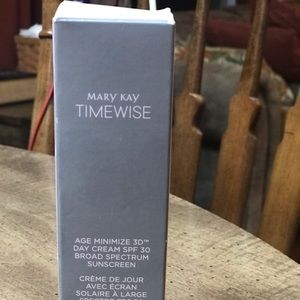 MARY KAY
TIMEWISE
AGE MINIMIZE 3D™
DAY CREAM SPF 30
BROAD SPECTRUM
SUNSCREEN
CRÈME DE JOUR
AVEC ÉCRAN
SOLAIRE À LARGE